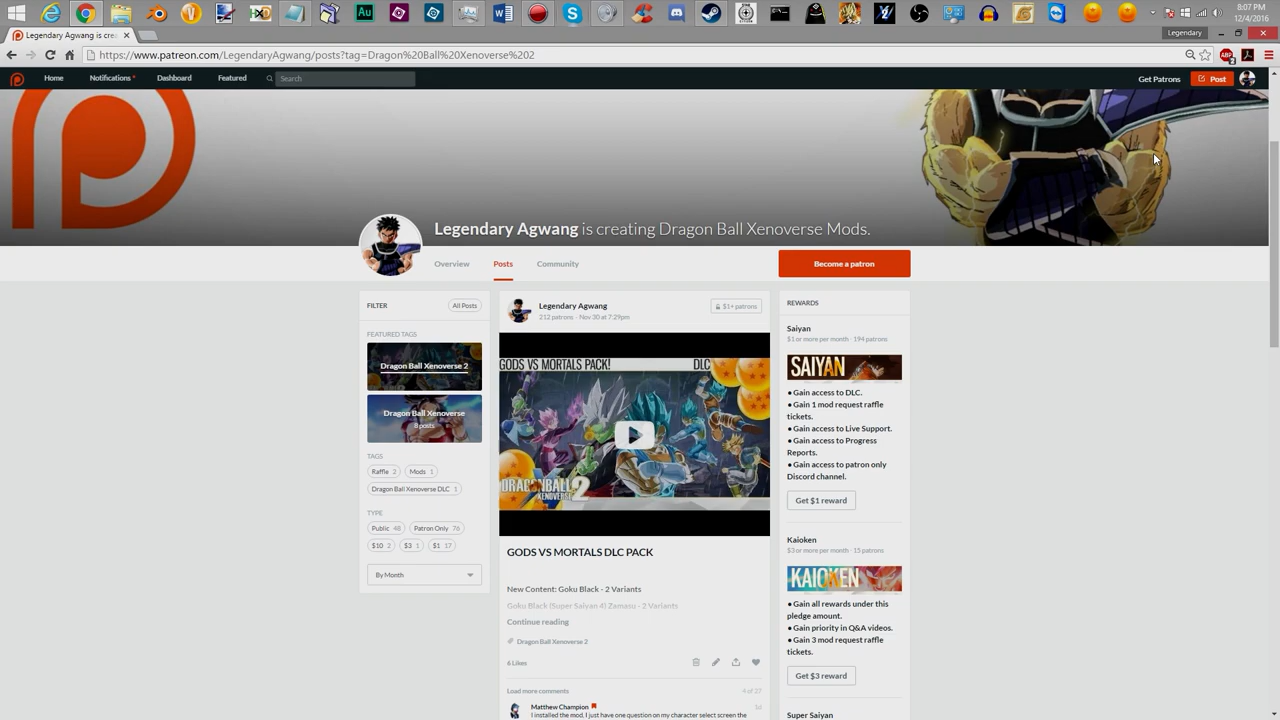 8:07 PM
12/4/2016
Legendary Agwang is cre
Legendary
https://www.patreon.com/LegendaryAgwang/posts?tag=Dragon%20Ball%20Xenoverse%202
Home
Notifications
Dashboard
Featured
Search
Get Patrons
Post
Legendary Agwang is creating Dragon Ball Xenoverse Mods.
Overview
Posts
Community
Become a patron
FILTER
All Posts
FEATURED TAGS
Dragon Ball Xenoverse 2
Dragon Ball Xenoverse
8 posts
TAGS
Raffle 2
Mods 1
Dragon Ball Xenoverse DLC 1
TYPE
Public 48
Patron Only 76
$10 2
$3 1
$1 17
By Month
Legendary Agwang
212 patrons · Nov 30 at 7:29pm
$1+ patrons
GODS VS MORTALS PACK!
DLC
DRAGONBALL
XENOVERSE 2
GODS VS MORTALS DLC PACK
New Content: Goku Black - 2 Variants
Goku Black (Super Saiyan 4) Zamasu - 2 Variants
Continue reading
Dragon Ball Xenoverse 2
6 Likes
Load more comments
4 of 27
Matthew Champion
3d
I installed the mod, I just have one question on my character select screen the
REWARDS
Saiyan
$1 or more per month · 194 patrons
SAIYAN
● Gain access to DLC.
● Gain 1 mod request raffle
tickets.
● Gain access to Live Support.
● Gain access to Progress
Reports.
● Gain access to patron only
Discord channel.
Get $1 reward
Kaioken
$3 or more per month · 15 patrons
KAIOKEN
● Gain all rewards under this
pledge amount.
● Gain priority in Q&A videos.
● Gain 3 mod request raffle
tickets.
Get $3 reward
Super Saiyan